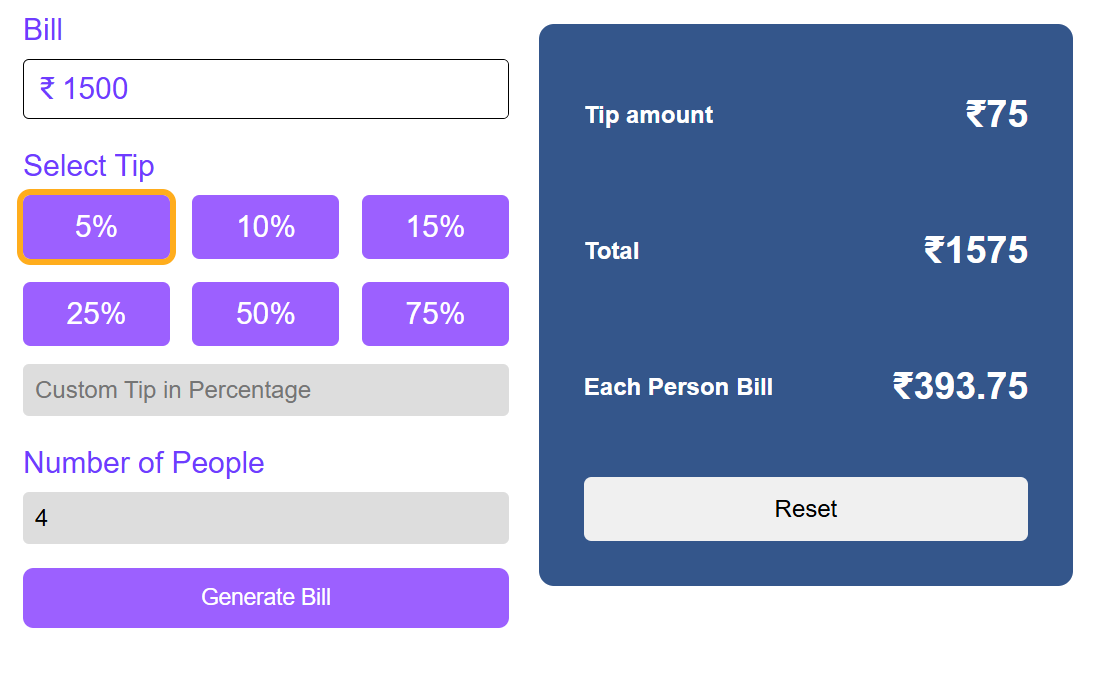 Bill
₹ 1500
Select Tip
5% 10% 15%
25% 50% 75%
Custom Tip in Percentage
Number of People
4
Generate Bill
Tip amount ₹75
Total ₹1575
Each Person Bill ₹393.75
Reset